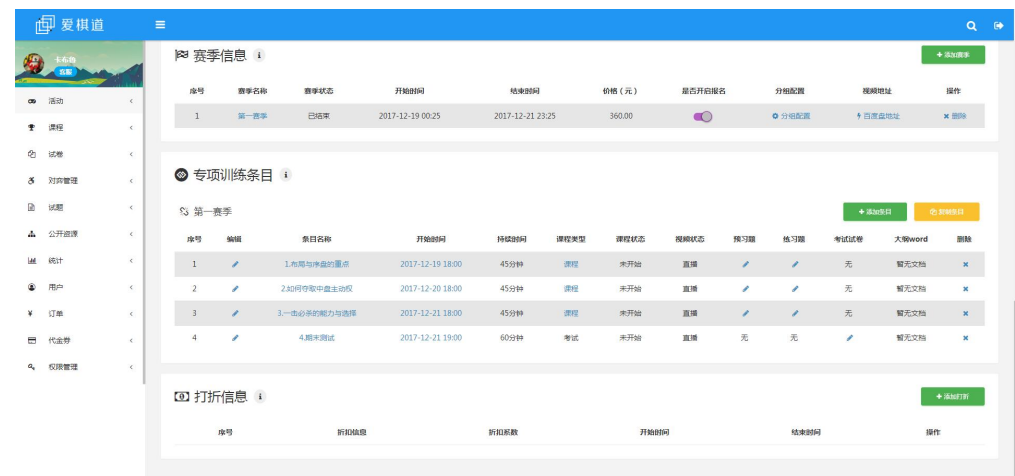 爱棋道
卡布奇
客服
活动
课程
试卷
对弈管理
试题
公开资源
统计
用户
订单
代金券
权限管理
赛季信息
添加赛季
序号 赛季名称 赛季状态 开始时间 结束时间 价格（元） 是否开启报名 分组配置 视频地址 操作
1 第一赛季 已结束 2017-12-19 00:25 2017-12-21 23:25 360.00 分组配置 百度盘地址 删除
专项训练条目
第一赛季 添加条目 复制条目
序号 编辑 条目名称 开始时间 持续时间 课程类型 课程状态 视频状态 预习题 练习题 考试试卷 大纲word 删除
1 1.布局与序盘的重点 2017-12-19 18:00 45分钟 课程 未开始 直播 无 暂无文档
2 2.如何夺取中盘主动权 2017-12-20 18:00 45分钟 课程 未开始 直播 无 暂无文档
3 3.一击必杀的能力与选择 2017-12-21 18:00 45分钟 课程 未开始 直播 无 暂无文档
4 4.期末测试 2017-12-21 19:00 60分钟 考试 未开始 直播 无 无 暂无文档
打折信息
添加打折
序号 折扣信息 折扣系数 开始时间 结束时间 操作